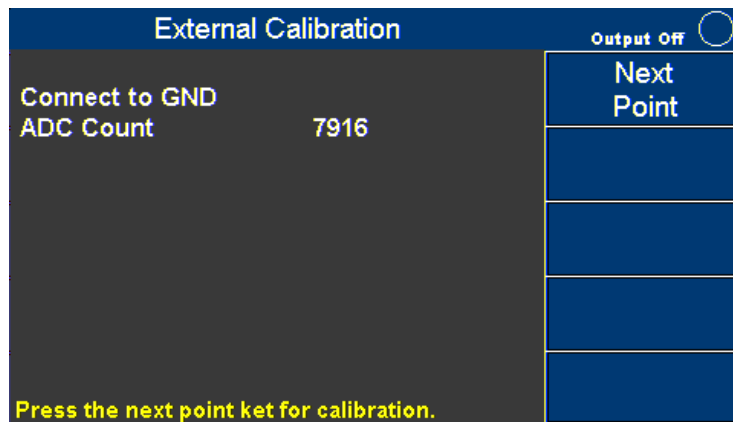 External Calibration
Output Off
Next
Point
Connect to GND
ADC Count 7916
Press the next point ket for calibration.